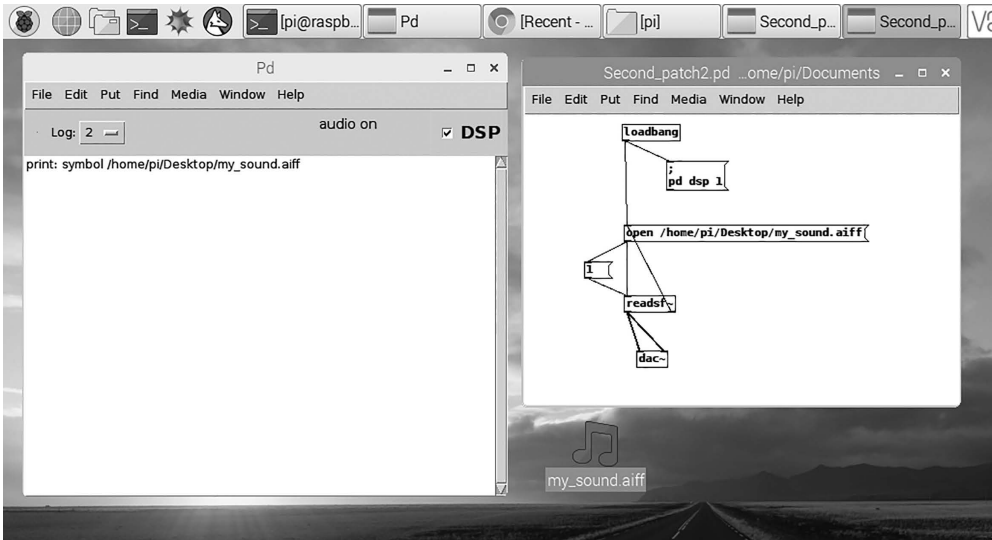 [pi@raspb...
Pd
[Recent - ...
[pi]
Second_p...
Second_p...
Pd
File Edit Put Find Media Window Help
Log: 2
audio on
DSP
print: symbol /home/pi/Desktop/my_sound.aiff
Second_patch2.pd ...ome/pi/Documents
File Edit Put Find Media Window Help
loadbang
;
pd dsp 1
open /home/pi/Desktop/my_sound.aiff
1
readsf~
dac~
my_sound.aiff